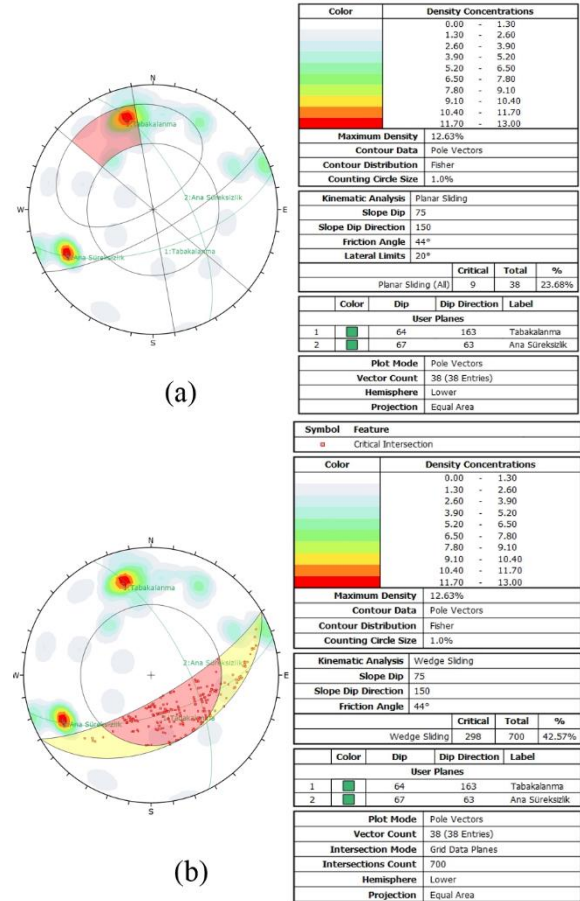 N
W
E
S
1:Tabakalanma
2:Ana Süreksizlik
1:Tabakalanma
2:Ana Süreksizlik
(a)
Color Density Concentrations
0.00 - 1.30
1.30 - 2.60
2.60 - 3.90
3.90 - 5.20
5.20 - 6.50
6.50 - 7.80
7.80 - 9.10
9.10 - 10.40
10.40 - 11.70
11.70 - 13.00
Maximum Density 12.63%
Contour Data Pole Vectors
Contour Distribution Fisher
Counting Circle Size 1.0%
Kinematic Analysis Planar Sliding
Slope Dip 75
Slope Dip Direction 150
Friction Angle 44°
Lateral Limits 20°
Critical Total %
Planar Sliding (All) 9 38 23.68%
Color Dip Dip Direction Label
User Planes
1 64 163 Tabakalanma
2 67 63 Ana Süreksizlik
Plot Mode Pole Vectors
Vector Count 38 (38 Entries)
Hemisphere Lower
Projection Equal Area
N
W
E
S
1:Tabakalanma
2:Ana Süreksizlik
2:Ana Süreksizlik
1:Tabakalanma
(b)
Symbol Feature
Critical Intersection
Color Density Concentrations
0.00 - 1.30
1.30 - 2.60
2.60 - 3.90
3.90 - 5.20
5.20 - 6.50
6.50 - 7.80
7.80 - 9.10
9.10 - 10.40
10.40 - 11.70
11.70 - 13.00
Maximum Density 12.63%
Contour Data Pole Vectors
Contour Distribution Fisher
Counting Circle Size 1.0%
Kinematic Analysis Wedge Sliding
Slope Dip 75
Slope Dip Direction 150
Friction Angle 44°
Critical Total %
Wedge Sliding 298 700 42.57%
Color Dip Dip Direction Label
User Planes
1 64 163 Tabakalanma
2 67 63 Ana Süreksizlik
Plot Mode Pole Vectors
Vector Count 38 (38 Entries)
Intersection Mode Grid Data Planes
Intersections Count 700
Hemisphere Lower
Projection Equal Area